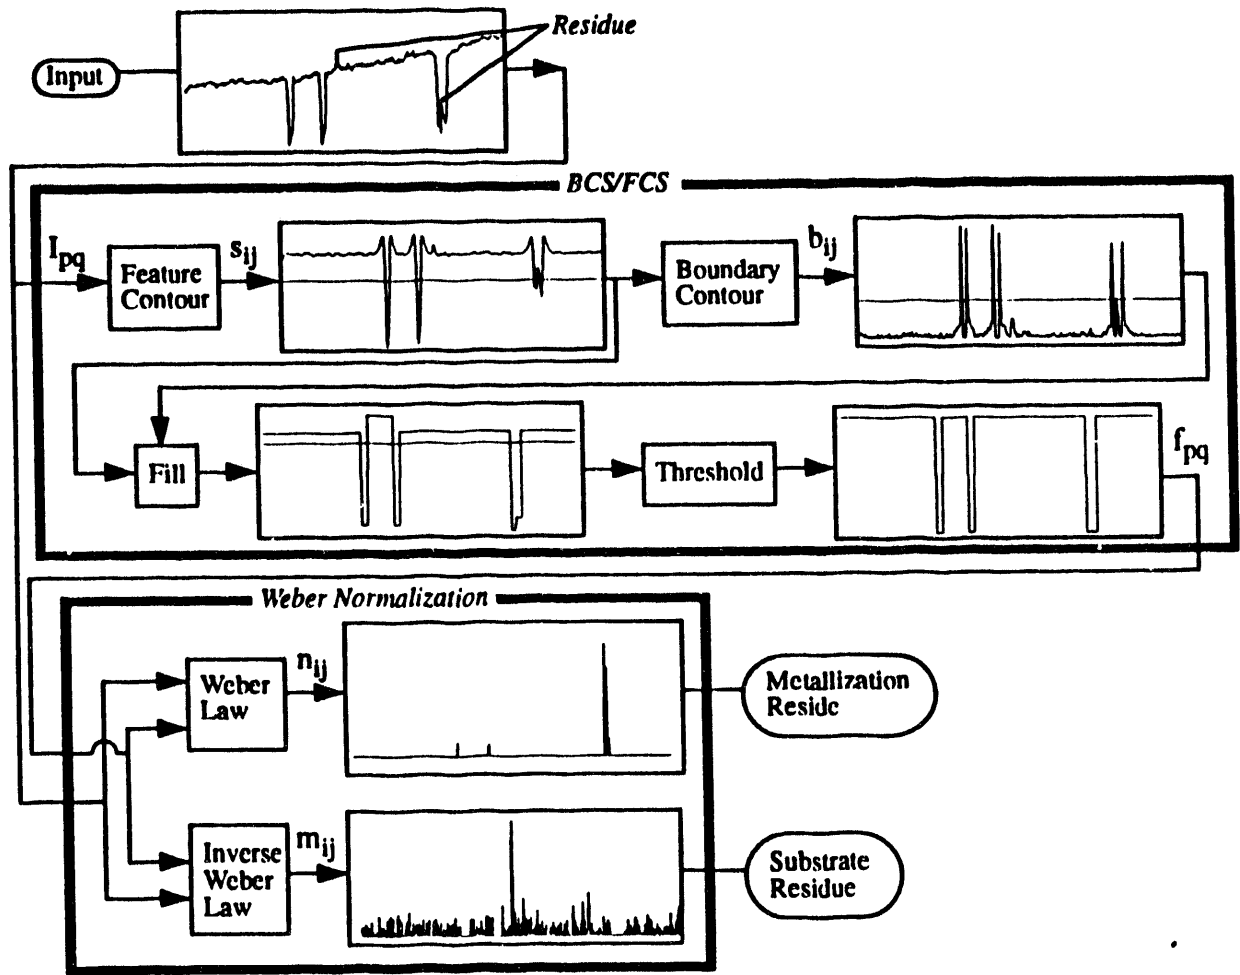 Residue
Input
BCS/FCS
Ipq
Feature
Contour
sij
Boundary
Contour
bij
Fill
Threshold
fpq
Weber Normalization
Weber
Law
nij
Metallization
Reside
Inverse
Weber
Law
mij
Substrate
Residue